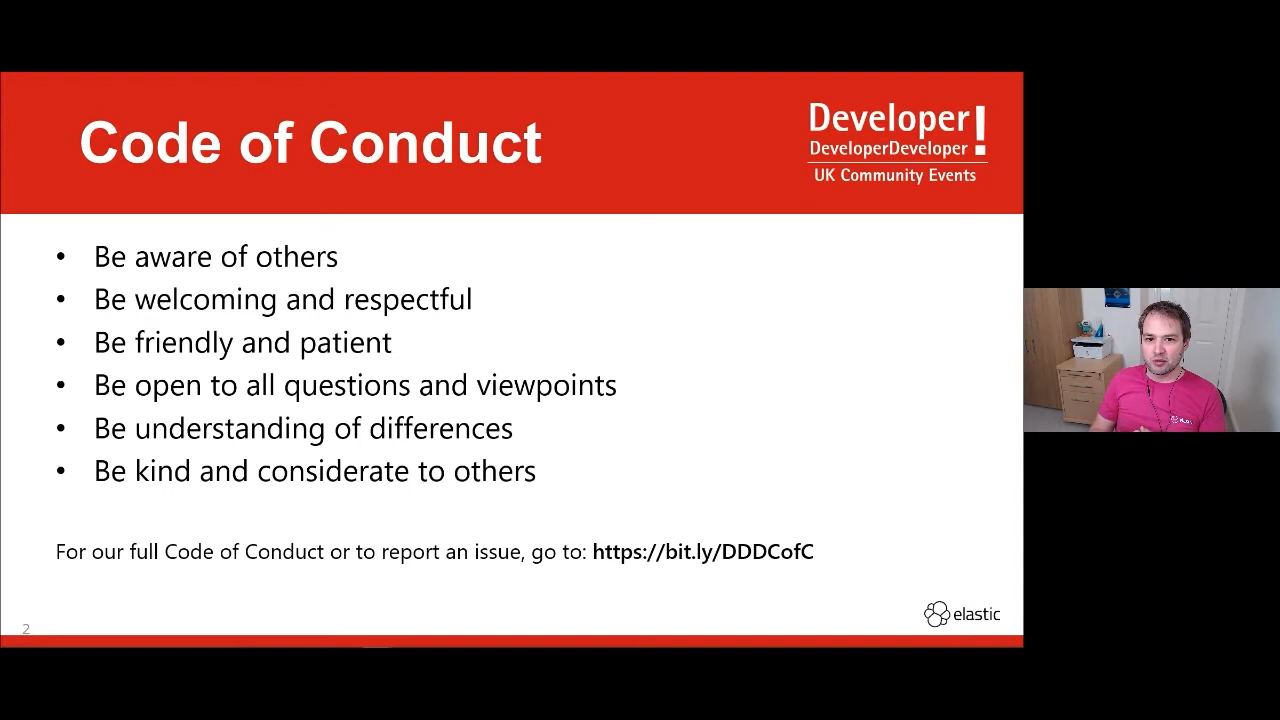 Code of Conduct
Developer!
DeveloperDeveloper
UK Community Events
• Be aware of others
• Be welcoming and respectful
• Be friendly and patient
• Be open to all questions and viewpoints
• Be understanding of differences
• Be kind and considerate to others
For our full Code of Conduct or to report an issue, go to: https://bit.ly/DDDCofC
elastic
2